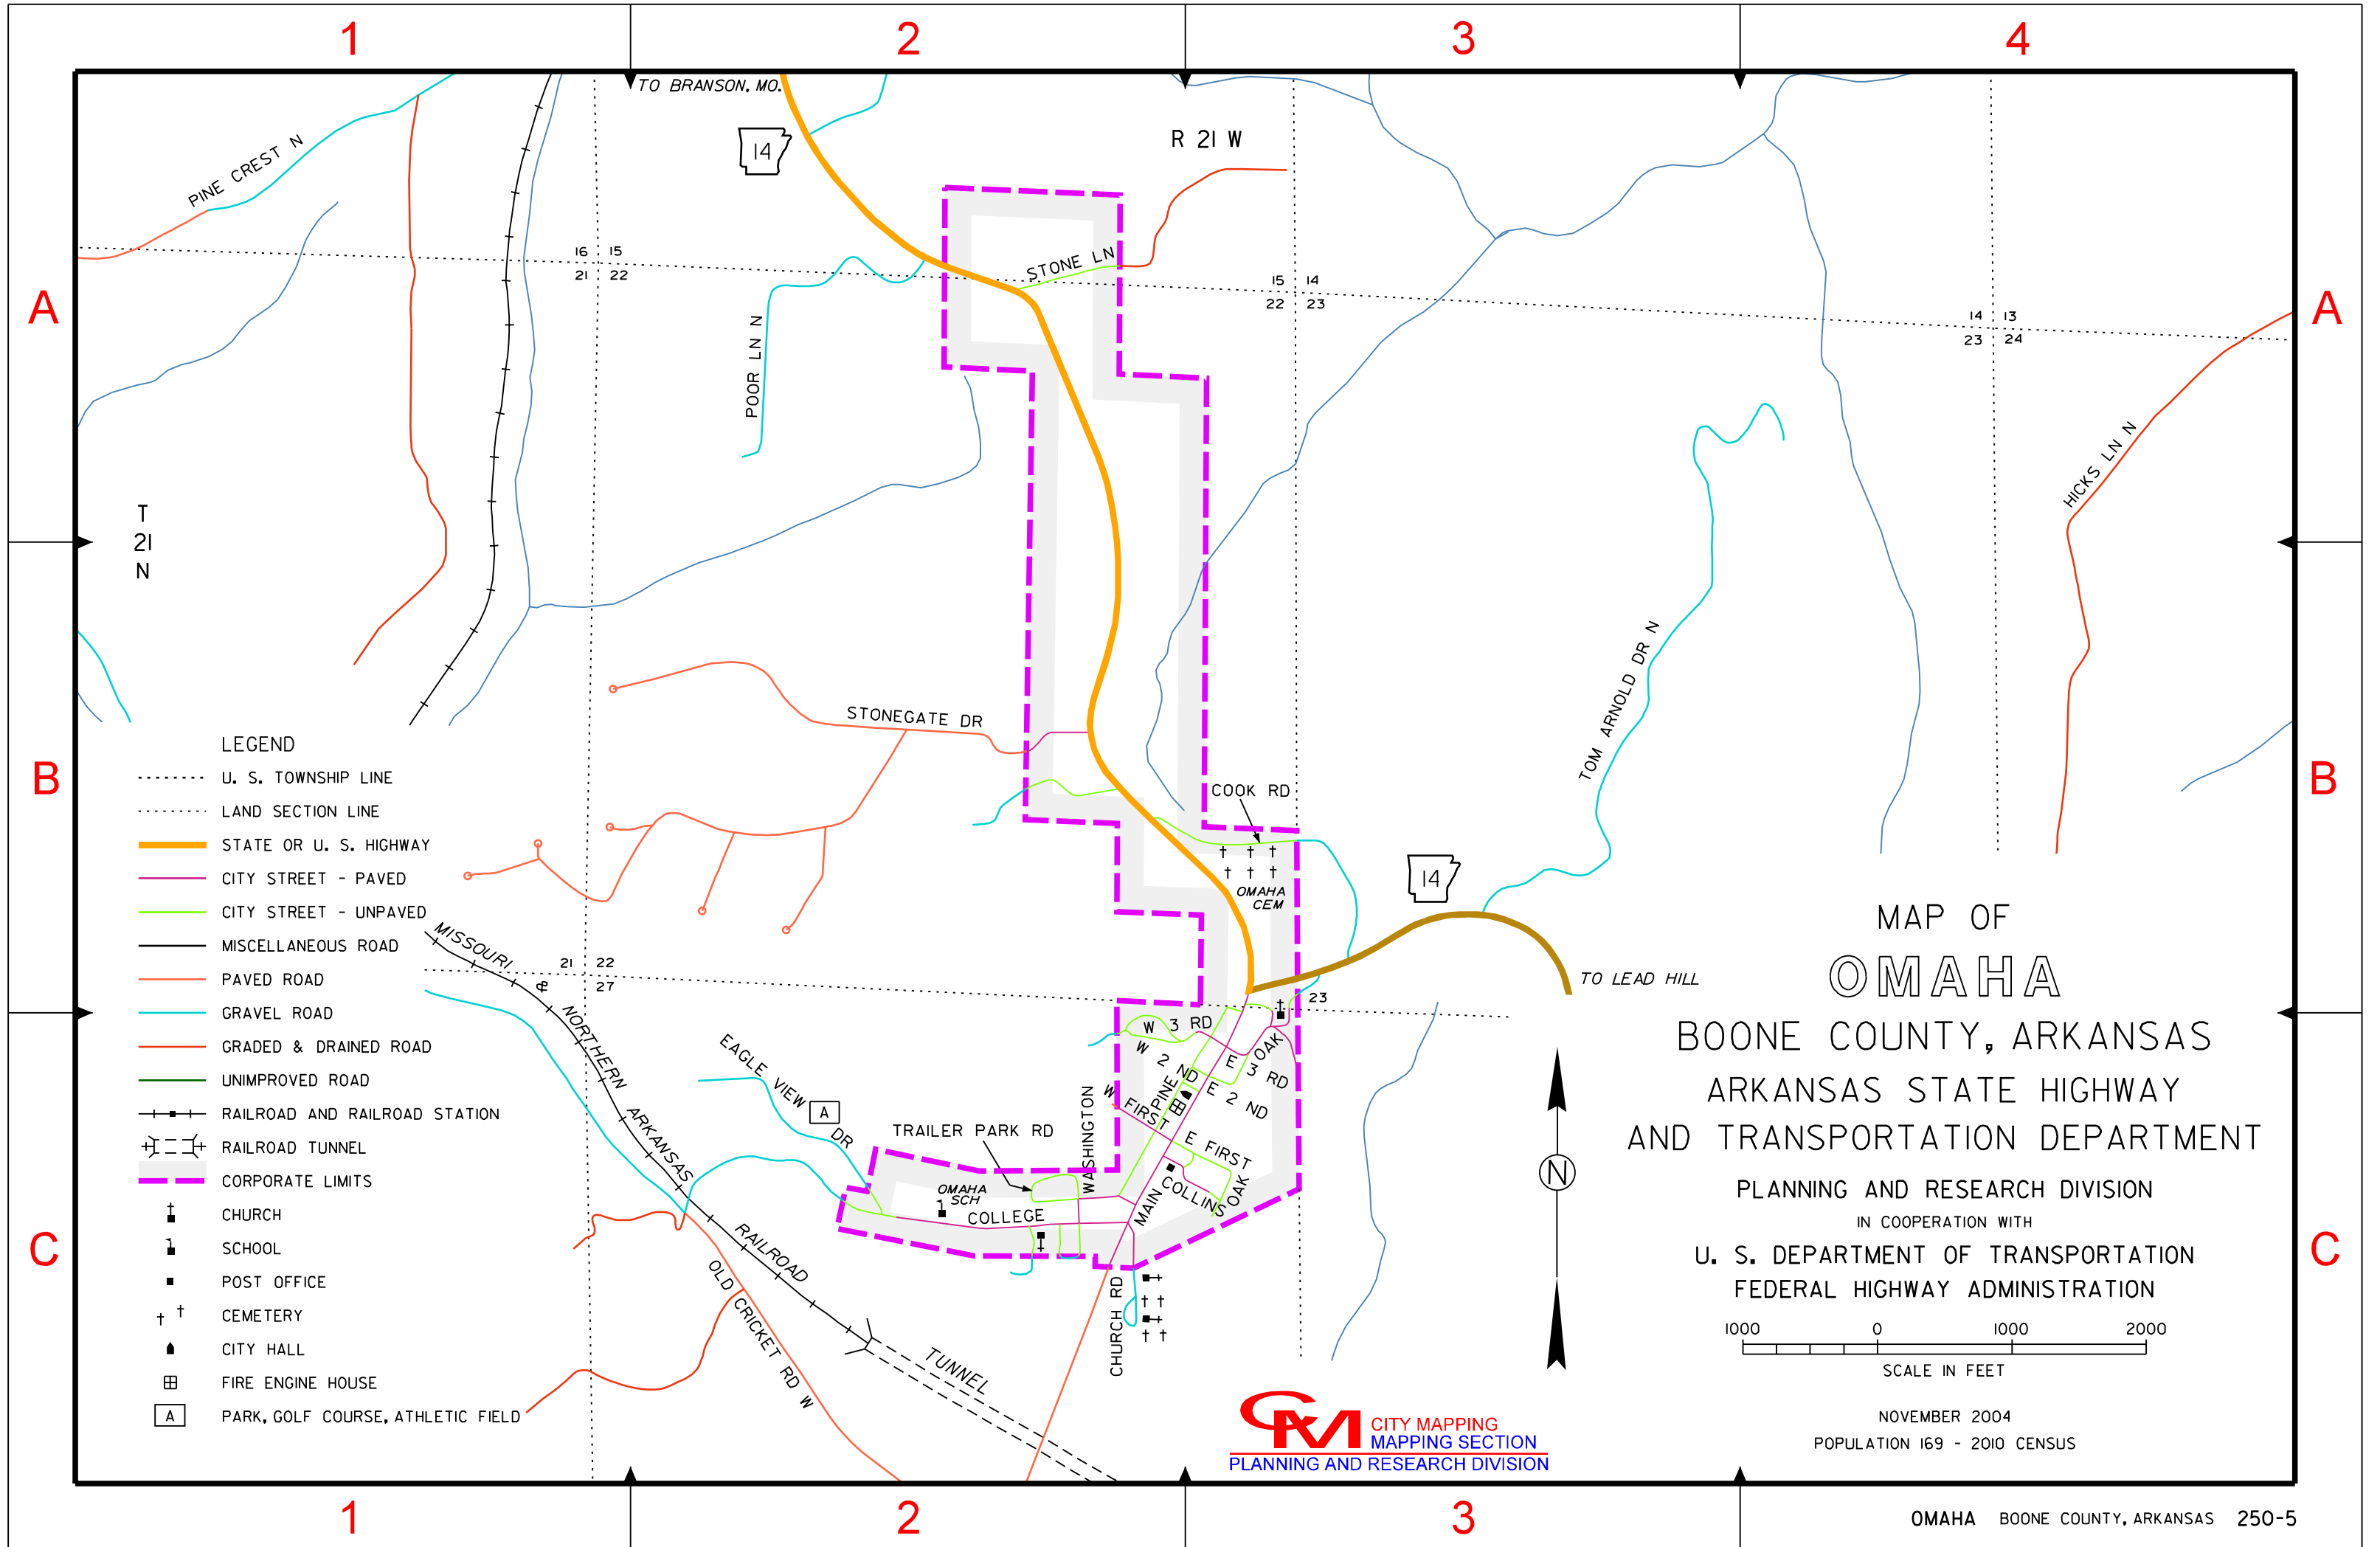 1 2 3 4
TO BRANSON, MO.
14
R 21 W
PINE CREST N
16 15
21 22
STONE LN
15 14
22 23
A
A
14 13
23 24
POOR LN N
HICKS LN N
T
21
N
TOM ARNOLD DR N
STONEGATE DR
B
B
COOK RD
OMAHA
CEM
14
TO LEAD HILL
LEGEND
U. S. TOWNSHIP LINE
LAND SECTION LINE
STATE OR U. S. HIGHWAY
CITY STREET - PAVED
CITY STREET - UNPAVED
MISCELLANEOUS ROAD
PAVED ROAD
GRAVEL ROAD
GRADED & DRAINED ROAD
UNIMPROVED ROAD
RAILROAD AND RAILROAD STATION
RAILROAD TUNNEL
CORPORATE LIMITS
CHURCH
SCHOOL
POST OFFICE
CEMETERY
CITY HALL
FIRE ENGINE HOUSE
A PARK, GOLF COURSE, ATHLETIC FIELD
MISSOURI & NORTHERN ARKANSAS RAILROAD
21 22
27
23
W 3 RD
W 2 ND
E 3 RD
OAK
E 2 ND
PINE
W FIRST
E FIRST
EAGLE VIEW DR
A
TRAILER PARK RD
WASHINGTON
OMAHA
SCH
COLLEGE
MAIN
COLLINS
OAK
C
C
OLD CRICKET RD W
CHURCH RD
TUNNEL
MAP OF
OMAHA
BOONE COUNTY, ARKANSAS
ARKANSAS STATE HIGHWAY
AND TRANSPORTATION DEPARTMENT
PLANNING AND RESEARCH DIVISION
IN COOPERATION WITH
U. S. DEPARTMENT OF TRANSPORTATION
FEDERAL HIGHWAY ADMINISTRATION
N
1000 0 1000 2000
SCALE IN FEET
NOVEMBER 2004
POPULATION 169 - 2010 CENSUS
CM
CITY MAPPING
MAPPING SECTION
PLANNING AND RESEARCH DIVISION
1 2 3
OMAHA BOONE COUNTY, ARKANSAS 250-5